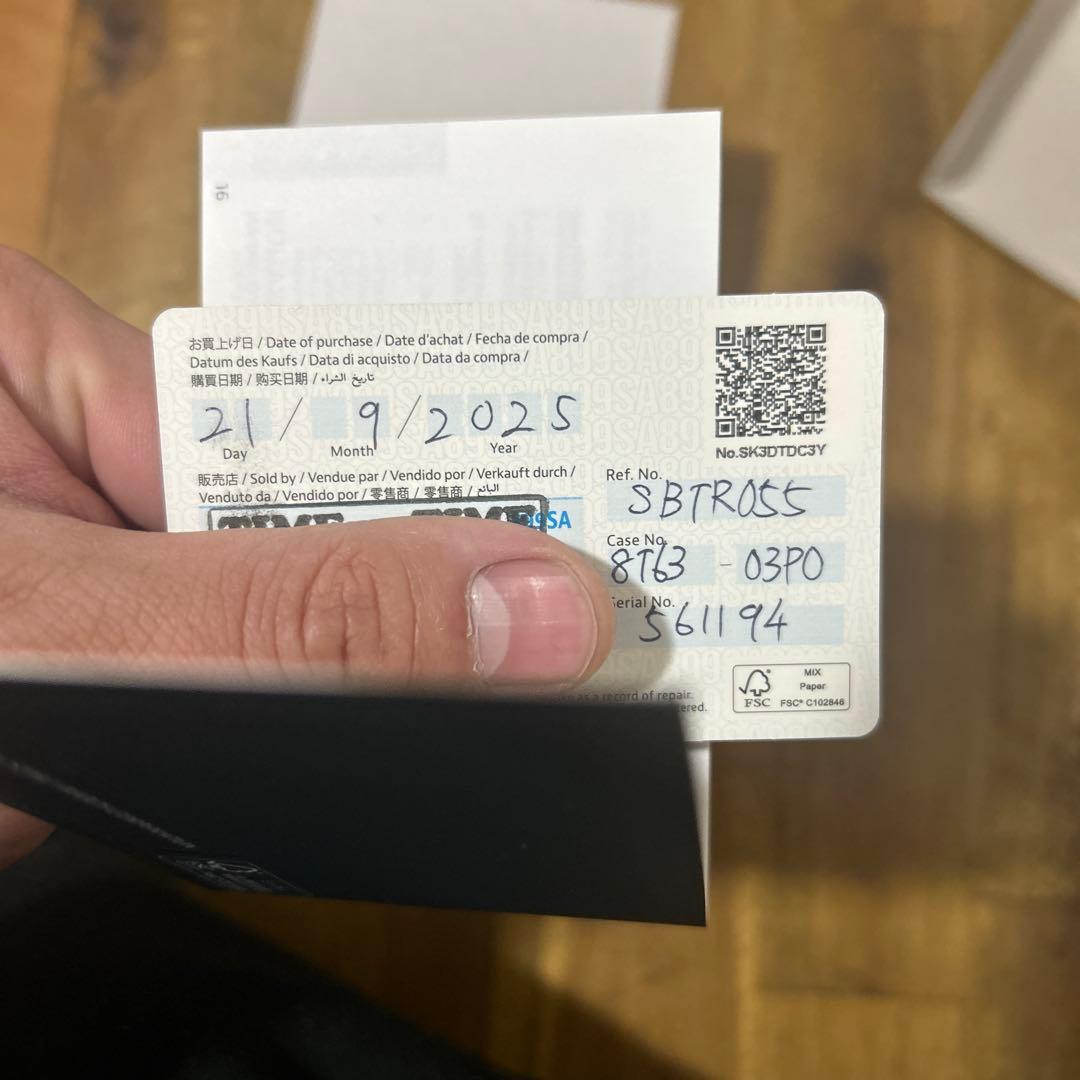 16
お買上げ日 / Date of purchase / Date d'achat / Fecha de compra /
Datum des Kaufs / Data di acquisto / Data da compra /
購買日期 / 购买日期 / تاريخ الشراء
21 / 9 / 2025
Day Month Year
No.SK3DTDC3Y
販売店 / Sold by / Vendue par / Vendido por / Verkauft durch /
Venduto da / Vendido por / 零售商 / 零售商 / البائع
TIME TIME
99SA
Ref. No.
SBTR055
Case No.
8T63 - 03P0
Serial No.
561194
as a record of repair.
ered.
FSC
MIX
Paper
FSC® C102846